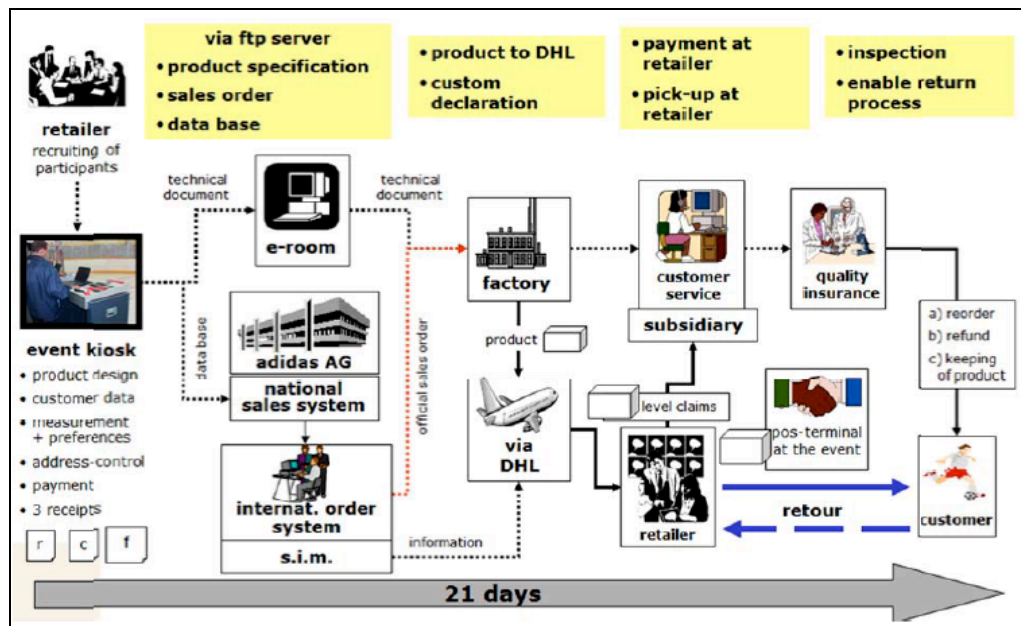 via ftp server
• product specification
• sales order
• data base
• product to DHL
• custom
declaration
• payment at
retailer
• pick-up at
retailer
• inspection
• enable return
process
retailer
recruiting of
participants
technical
document
technical
document
e-room
event kiosk
• product design
• customer data
• measurement
+ preferences
• address-control
• payment
• 3 receipts
r
c
f
data base
adidas AG
national
sales system
internat. order
system
s.i.m.
official sales order
information
factory
product
via
DHL
customer
service
subsidiary
level claims
retailer
quality
insurance
pos-terminal
at the event
a) reorder
b) refund
c) keeping
of product
retour
customer
21 days